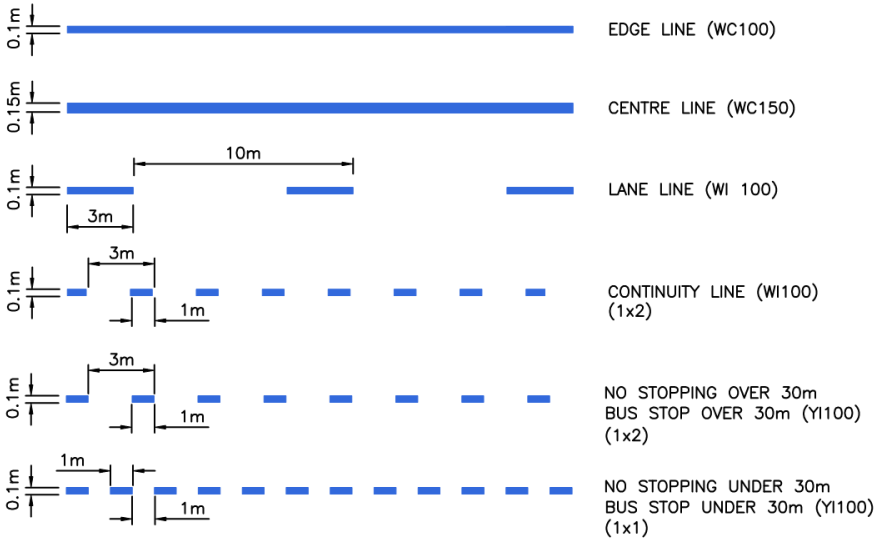 0.1m
EDGE LINE (WC100)
0.15m
CENTRE LINE (WC150)
10m
0.1m
LANE LINE (WI 100)
3m
3m
0.1m
CONTINUITY LINE (WI100)
(1x2)
1m
3m
0.1m
NO STOPPING OVER 30m
BUS STOP OVER 30m (YI100)
(1x2)
1m
1m
0.1m
NO STOPPING UNDER 30m
BUS STOP UNDER 30m (YI100)
(1x1)
1m